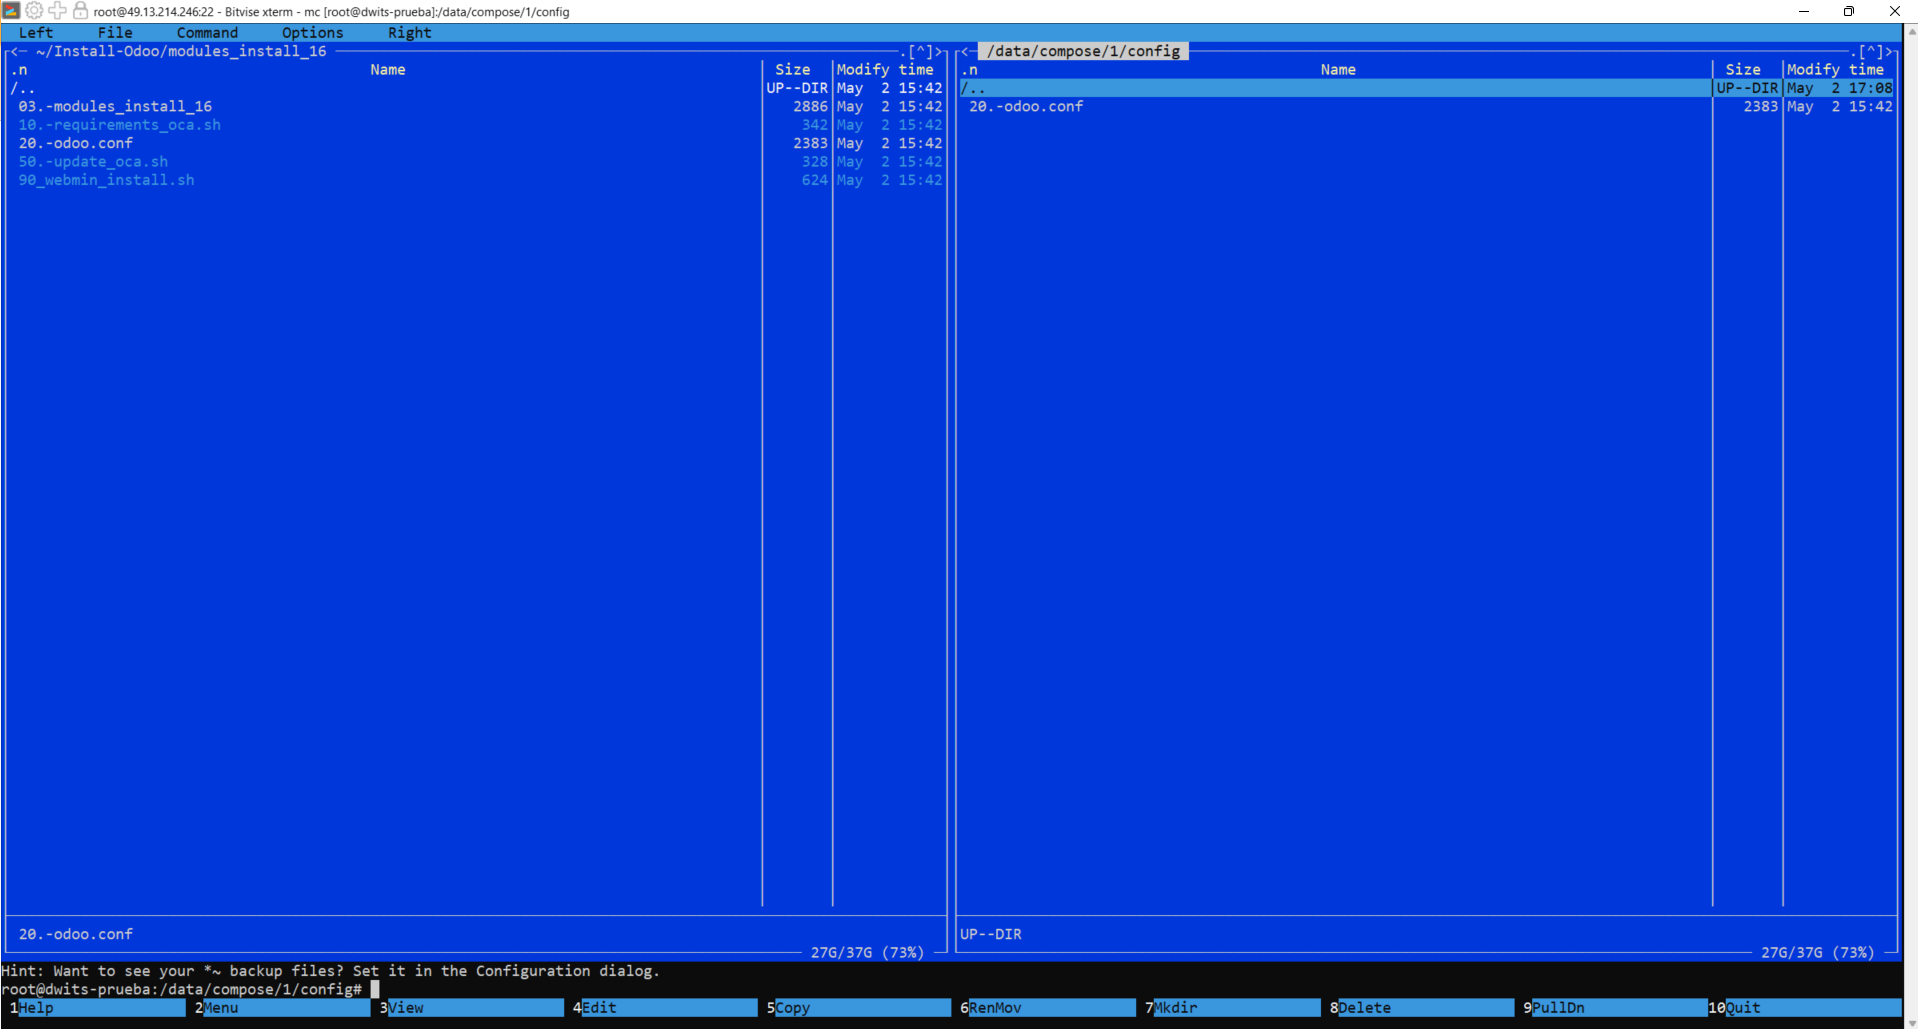 root@49.13.214.246:22 - Bitvise xterm - mc [root@dwits-prueba]:/data/compose/1/config
Left File Command Options Right
<─ ~/Install-Odoo/modules_install_16 .[^]> <─ /data/compose/1/config .[^]>
.n Name Size Modify time .n Name Size Modify time
/.. UP--DIR May 2 15:42 /.. UP--DIR May 2 17:08
03.-modules_install_16 2886 May 2 15:42 20.-odoo.conf 2383 May 2 15:42
10.-requirements_oca.sh 342 May 2 15:42
20.-odoo.conf 2383 May 2 15:42
50.-update_oca.sh 328 May 2 15:42
90_webmin_install.sh 624 May 2 15:42
20.-odoo.conf UP--DIR
27G/37G (73%) 27G/37G (73%)
Hint: Want to see your *~ backup files? Set it in the Configuration dialog.
root@dwits-prueba:/data/compose/1/config#
1Help 2Menu 3View 4Edit 5Copy 6RenMov 7Mkdir 8Delete 9PullDn 10Quit